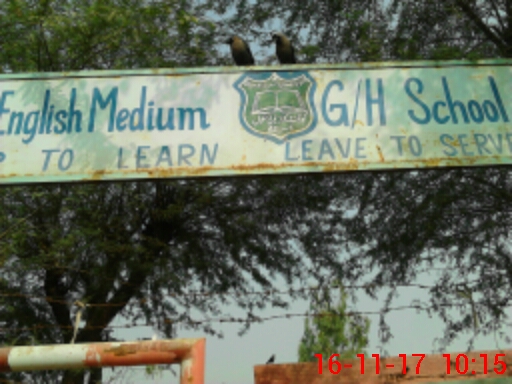 English Medium G/H School
TO LEARN LEAVE TO SERVE
16-11-17 10:15